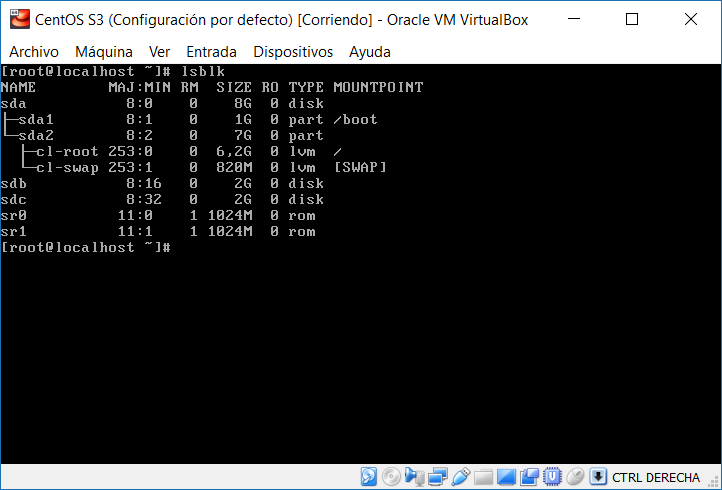 CentOS S3 (Configuración por defecto) [Corriendo] - Oracle VM VirtualBox
Archivo Máquina Ver Entrada Dispositivos Ayuda
[root@localhost ~]# lsblk
NAME        MAJ:MIN RM  SIZE RO TYPE MOUNTPOINT
sda           8:0    0    8G  0 disk
├─sda1        8:1    0    1G  0 part /boot
└─sda2        8:2    0    7G  0 part
  ├─cl-root 253:0    0  6,2G  0 lvm  /
  └─cl-swap 253:1    0  820M  0 lvm  [SWAP]
sdb           8:16   0    2G  0 disk
sdc           8:32   0    2G  0 disk
sr0          11:0    1 1024M  0 rom
sr1          11:1    1 1024M  0 rom
[root@localhost ~]#
CTRL DERECHA